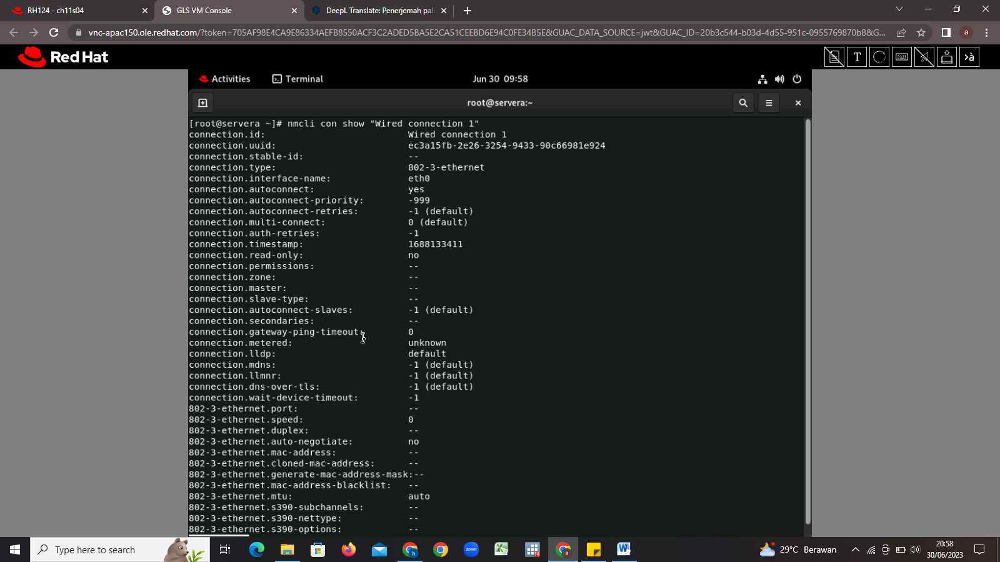 RH124 - ch11s04
GLS VM Console
DeepL Translate: Penerjemah pali
vnc-apac150.ole.redhat.com/?token=705AF98E4CA9E86334AEFB8550ACF3C2ADED5BA5E2CA51CEEBD6E94C0FE34B5E&GUAC_DATA_SOURCE=jwt&GUAC_ID=20b3c544-b03d-4d55-951c-0955769870b8&G...
a
Red Hat
T
>à
Activities
Terminal
Jun 30 09:58
root@servera:~
[root@servera ~]# nmcli con show "Wired connection 1"
connection.id: Wired connection 1
connection.uuid: ec3a15fb-2e26-3254-9433-90c66981e924
connection.stable-id: --
connection.type: 802-3-ethernet
connection.interface-name: eth0
connection.autoconnect: yes
connection.autoconnect-priority: -999
connection.autoconnect-retries: -1 (default)
connection.multi-connect: 0 (default)
connection.auth-retries: -1
connection.timestamp: 1688133411
connection.read-only: no
connection.permissions: --
connection.zone: --
connection.master: --
connection.slave-type: --
connection.autoconnect-slaves: -1 (default)
connection.secondaries: --
connection.gateway-ping-timeout: 0
connection.metered: unknown
connection.lldp: default
connection.mdns: -1 (default)
connection.llmnr: -1 (default)
connection.dns-over-tls: -1 (default)
connection.wait-device-timeout: -1
802-3-ethernet.port: --
802-3-ethernet.speed: 0
802-3-ethernet.duplex: --
802-3-ethernet.auto-negotiate: no
802-3-ethernet.mac-address: --
802-3-ethernet.cloned-mac-address: --
802-3-ethernet.generate-mac-address-mask:--
802-3-ethernet.mac-address-blacklist: --
802-3-ethernet.mtu: auto
802-3-ethernet.s390-subchannels: --
802-3-ethernet.s390-nettype: --
802-3-ethernet.s390-options: --
Type here to search
h
zoom
14
a
W
29°C Berawan
20:58
30/06/2023